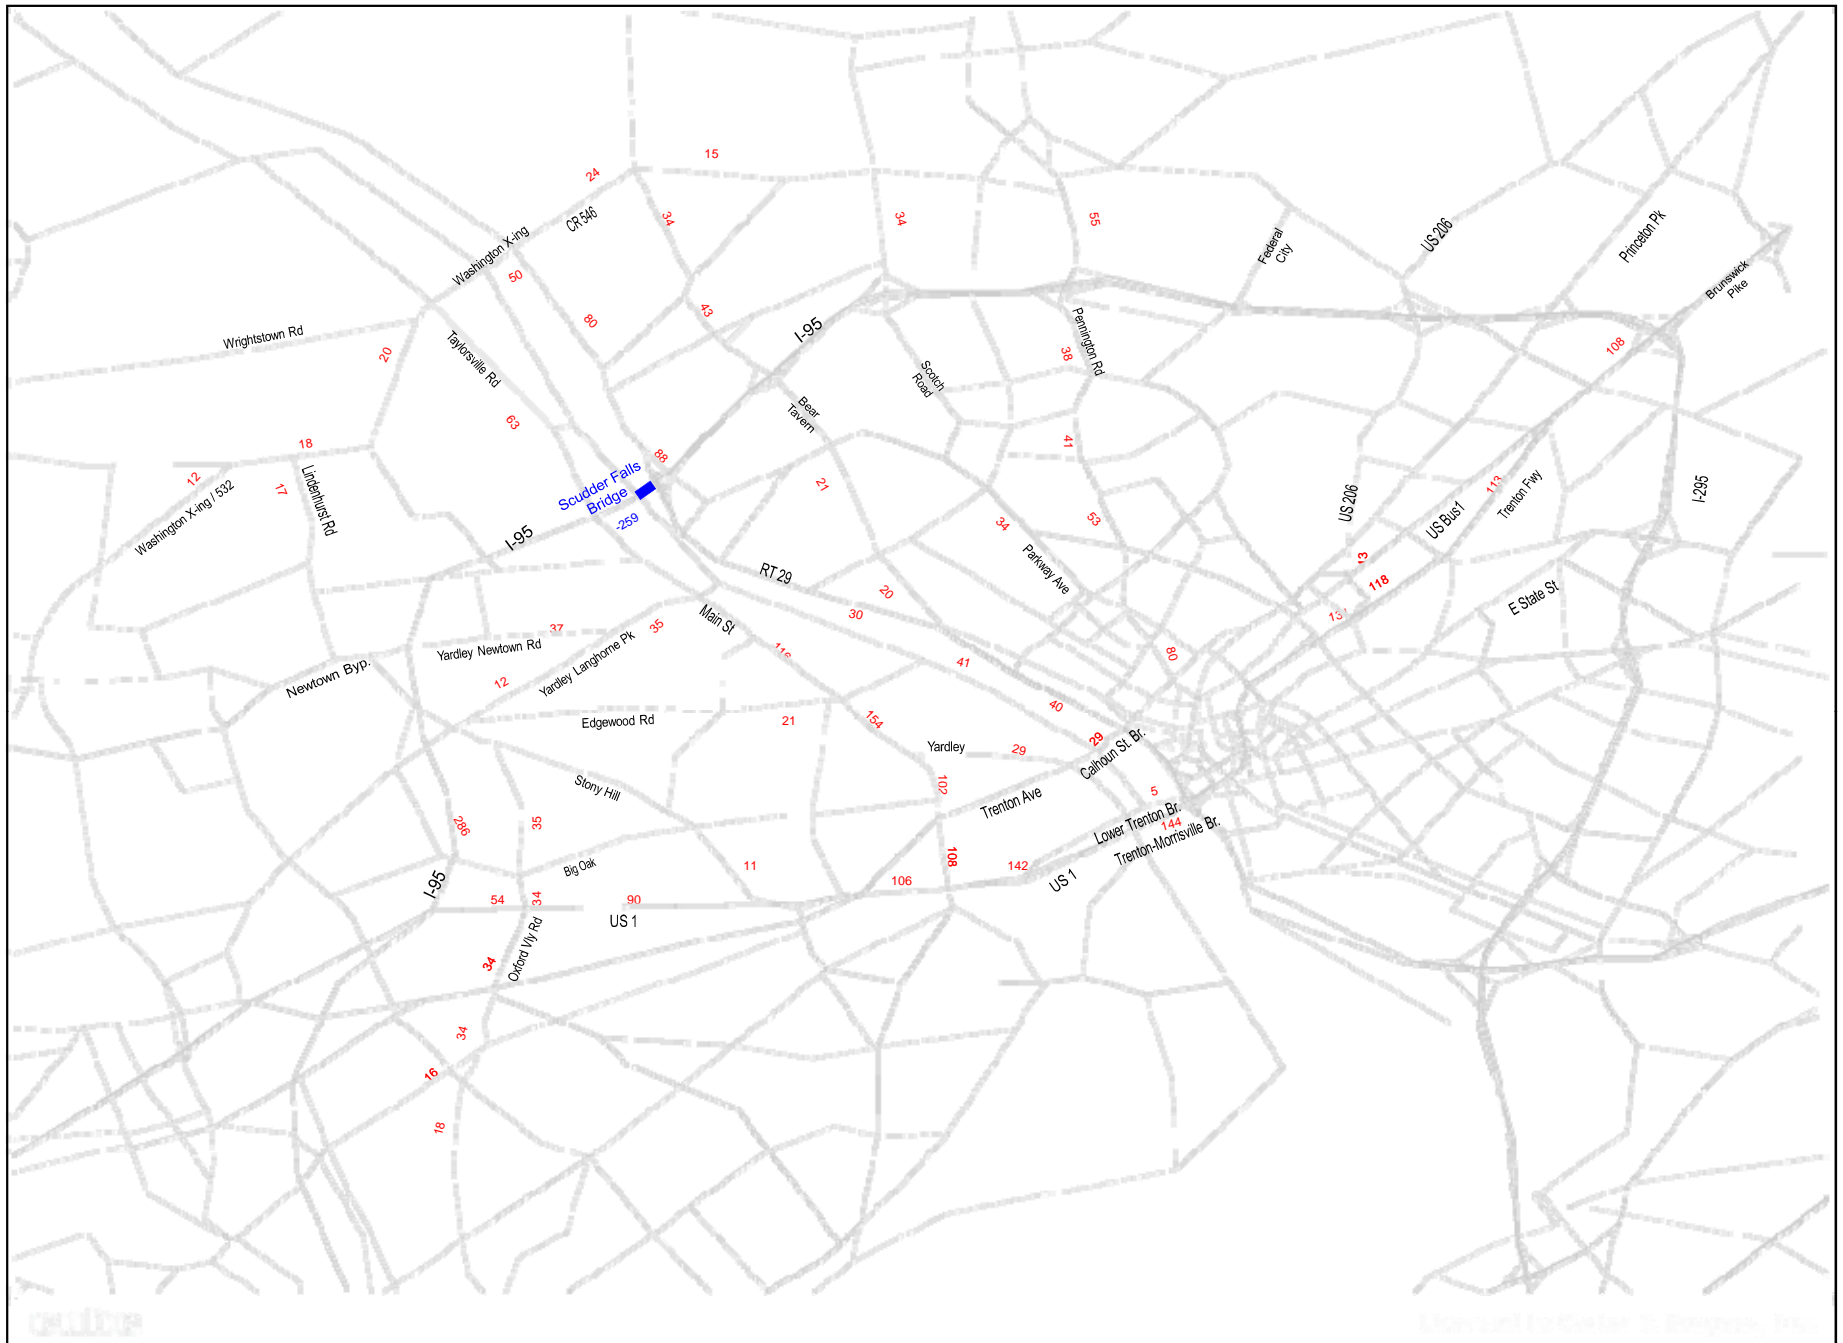 15
24
34
CR 546
34
55
Federal
City
US 206
Princeton Pk
Washington X-ing
50
Brunswick
Pike
80
43
I-95
Wrightstown Rd
20
Taylorsville Rd
Pennington Rd
38
108
Scotch
Road
Bear
Tavern
63
18
88
41
12
17
Lindenhurst Rd
Washington X-ing / 532
Scudder Falls
Bridge
-259
21
113
Trenton Fwy
I-295
US 206
US Bus1
I-95
34
53
Parkway Ave
RT 29
118
E State St
20
30
Main St
37
35
Yardley Newtown Rd
Yardley Langhorne Pk
12
Newtown Byp.
116
41
80
Edgewood Rd
21
154
40
Yardley
29
29
Calhoun St. Br.
Stony Hill
102
Trenton Ave
5
Lower Trenton Br.
144
Trenton-Morrisville Br.
286
35
Big Oak
11
108
142
106
US 1
I-95
54
34
90
US 1
Oxford Vly Rd
34
34
16
18